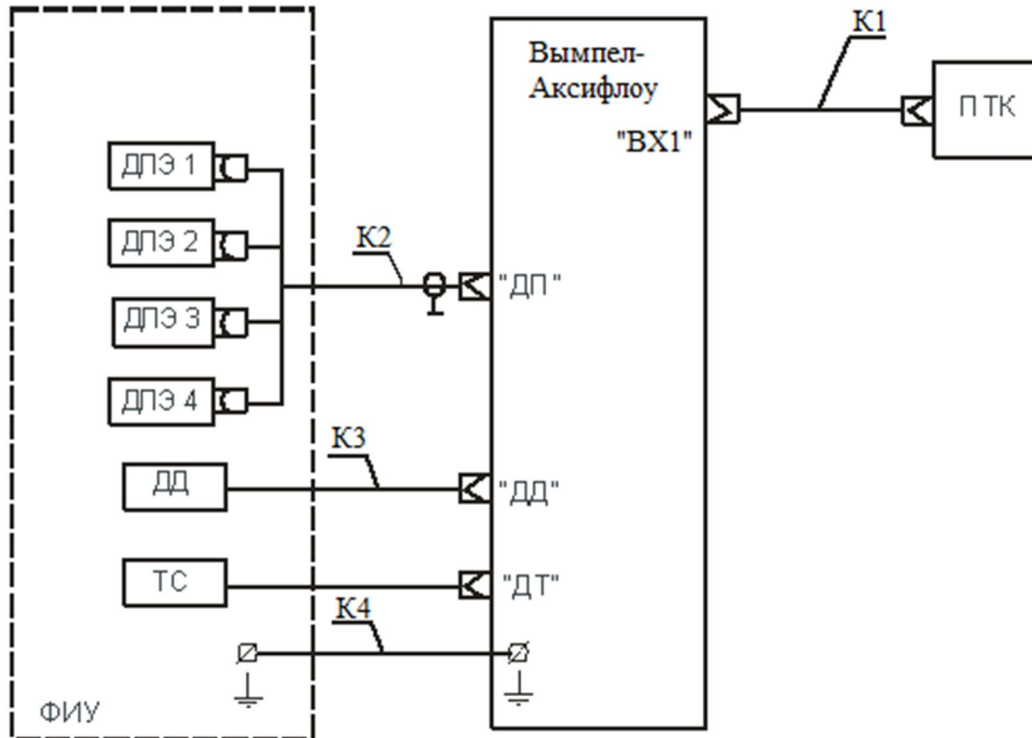 К1
Вымпел-
Аксифлоу
П ТК
"ВХ1"
ДПЭ 1
ДПЭ 2
К2
"ДП"
ДПЭ 3
ДПЭ 4
К3
ДД
"ДД"
ТС
"ДТ"
К4
ФИУ